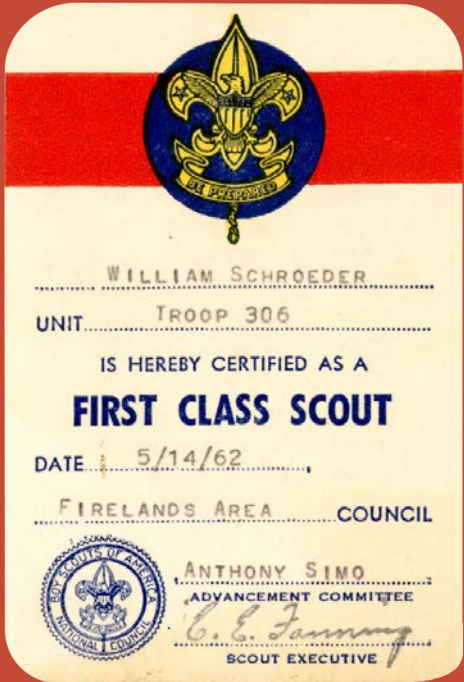 BE PREPARED
WILLIAM SCHROEDER
UNIT TROOP 306
IS HEREBY CERTIFIED AS A
FIRST CLASS SCOUT
DATE 5/14/62
FIRELANDS AREA COUNCIL
BOY SCOUTS OF AMERICA
NATIONAL COUNCIL
ANTHONY SIMO
ADVANCEMENT COMMITTEE
C. E. Fanning
SCOUT EXECUTIVE